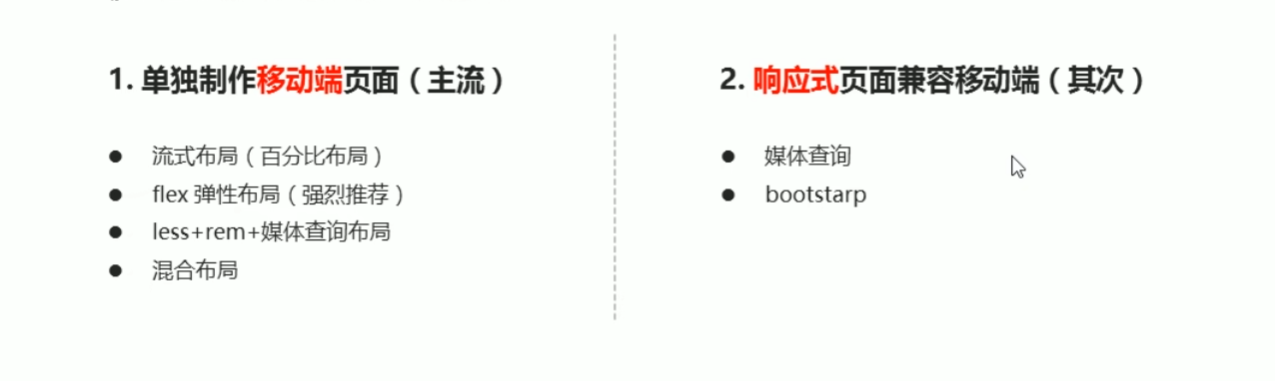 1. 单独制作移动端页面（主流）
● 流式布局（百分比布局）
● flex 弹性布局（强烈推荐）
● less+rem+媒体查询布局
● 混合布局
2. 响应式页面兼容移动端（其次）
● 媒体查询
● bootstarp